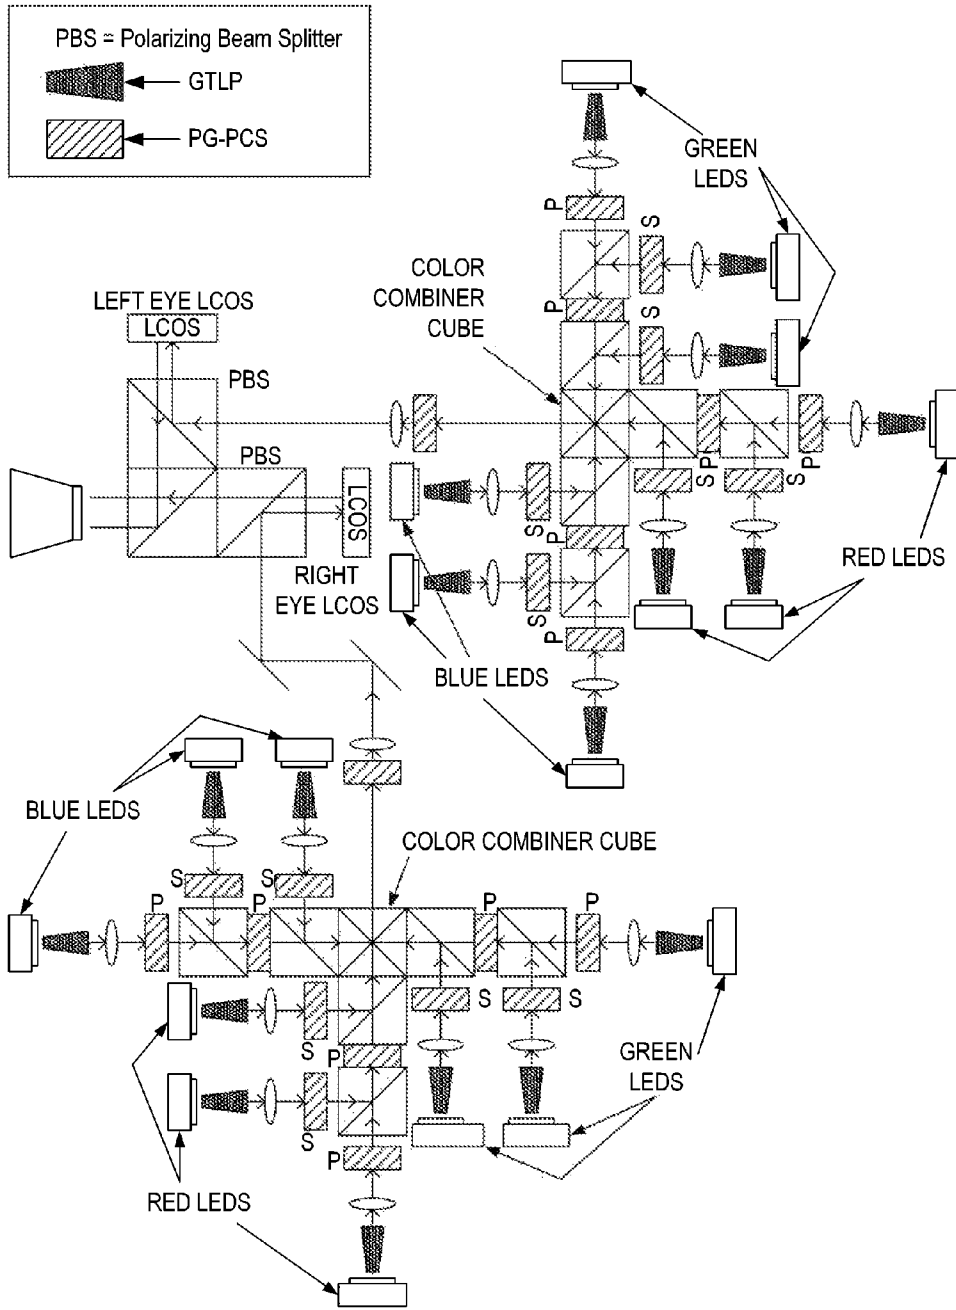 PBS = Polarizing Beam Splitter
GTLP
PG-PCS
GREEN
LEDS
P
S
COLOR
COMBINER
CUBE
P
S
LEFT EYE LCOS
LCOS
PBS
PBS
P
S
P
S
LCOS
S
P
RED LEDS
RIGHT
EYE LCOS
S
P
BLUE LEDS
BLUE LEDS
COLOR COMBINER CUBE
S
S
P
P
P
P
S
S
S
P
GREEN
LEDS
S
P
RED LEDS